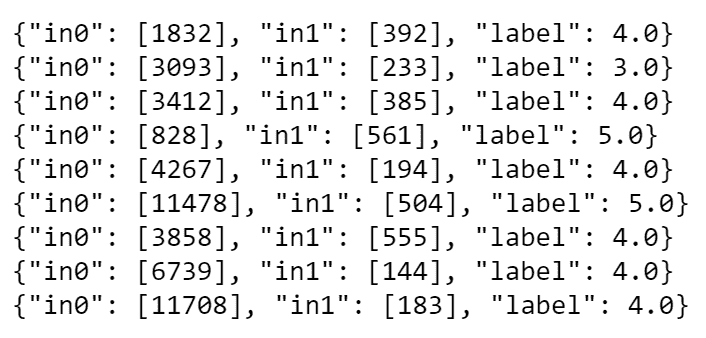 {"in0": [1832], "in1": [392], "label": 4.0}
{"in0": [3093], "in1": [233], "label": 3.0}
{"in0": [3412], "in1": [385], "label": 4.0}
{"in0": [828], "in1": [561], "label": 5.0}
{"in0": [4267], "in1": [194], "label": 4.0}
{"in0": [11478], "in1": [504], "label": 5.0}
{"in0": [3858], "in1": [555], "label": 4.0}
{"in0": [6739], "in1": [144], "label": 4.0}
{"in0": [11708], "in1": [183], "label": 4.0}